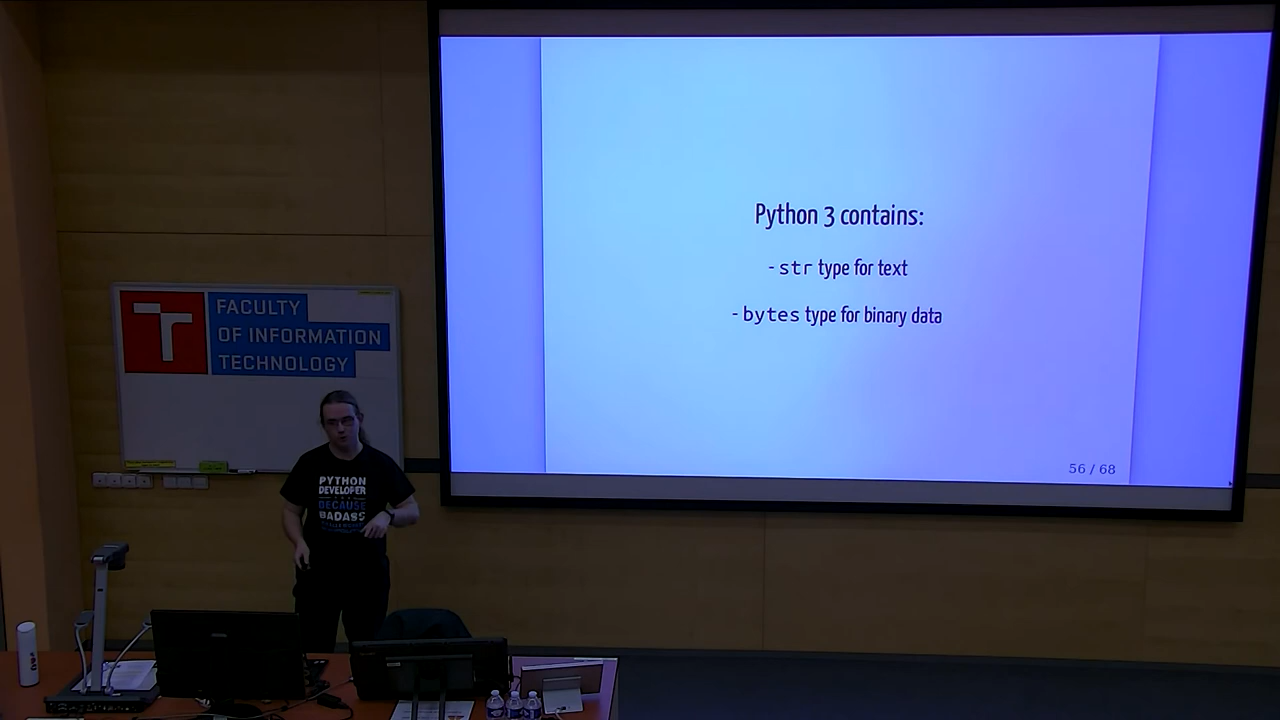 Python 3 contains:
- str type for text
- bytes type for binary data
56 / 68
FACULTY
OF INFORMATION
TECHNOLOGY
PYTHON
DEVELOPER
BECAUSE
BADASS